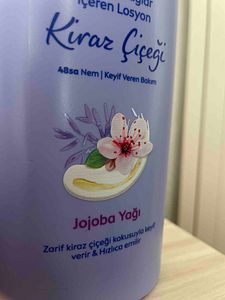 İçeren Losyon
Kiraz Çiçeği
48sa Nem | Keyif Veren Bakım
Jojoba Yağı
Zarif kiraz çiçeği kokusuyla keyif
verir & Hızlıca emilir